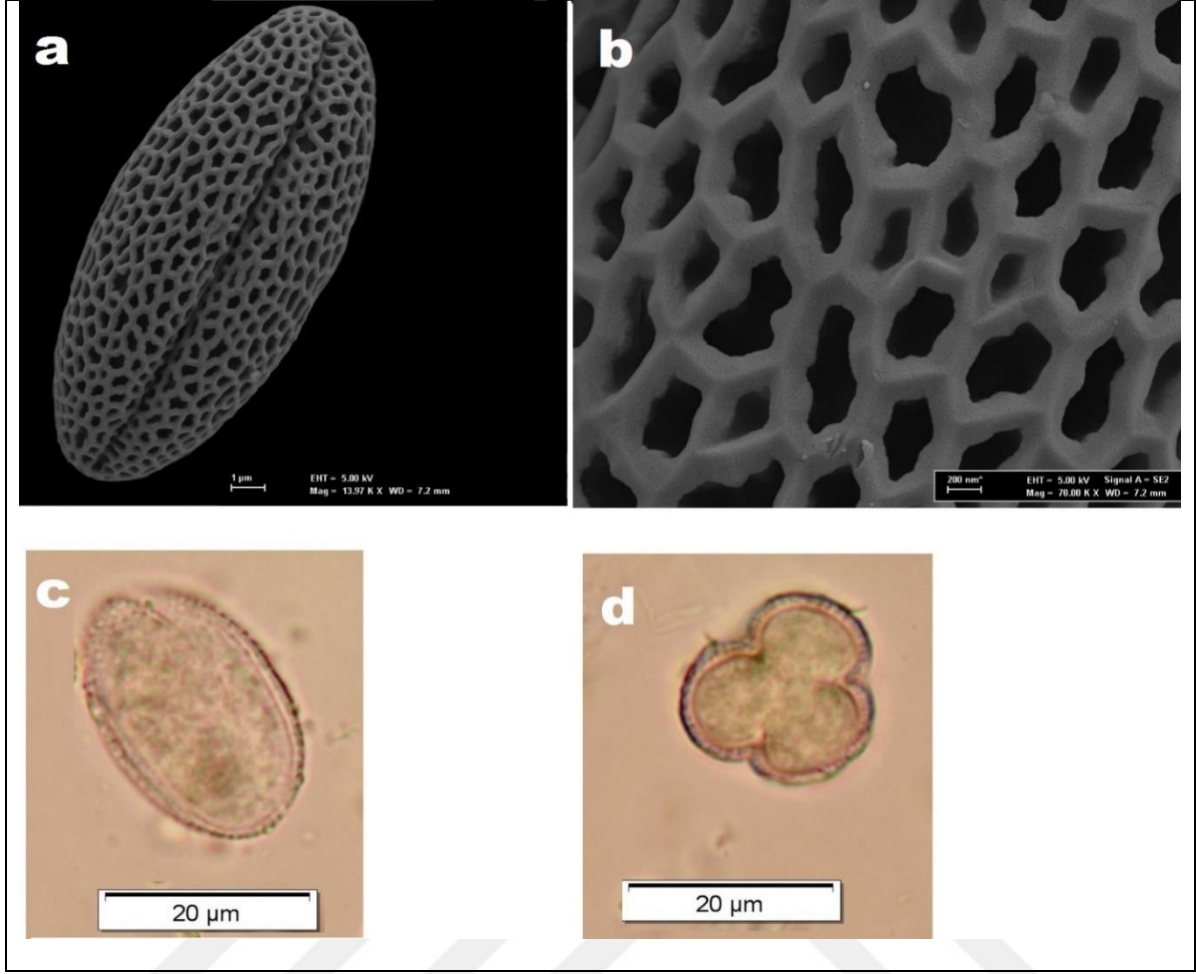 a
1 µm
EHT = 5.00 kV
Mag = 13.97 K X WD = 7.2 mm
b
200 nm*
EHT = 5.00 kV Signal A = SE2
Mag = 70.00 K X WD = 7.2 mm
c
20 µm
d
20 µm